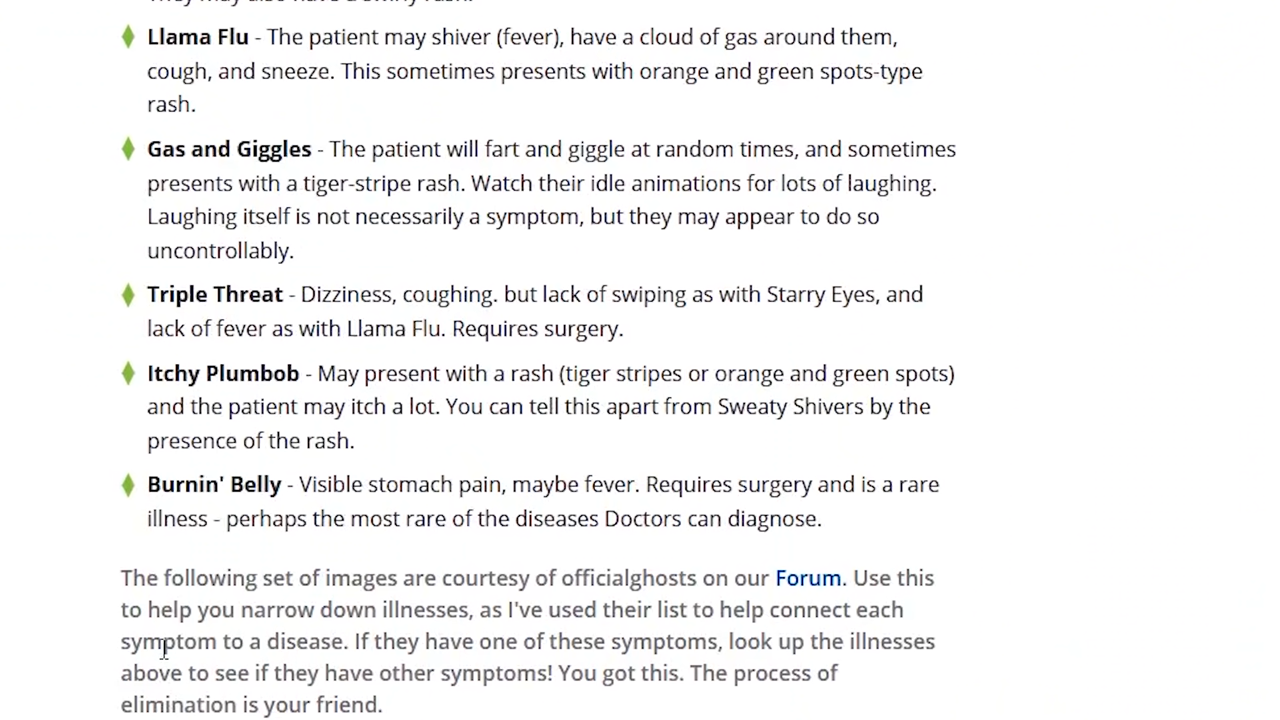 Llama Flu - The patient may shiver (fever), have a cloud of gas around them,
cough, and sneeze. This sometimes presents with orange and green spots-type
rash.
Gas and Giggles - The patient will fart and giggle at random times, and sometimes
presents with a tiger-stripe rash. Watch their idle animations for lots of laughing.
Laughing itself is not necessarily a symptom, but they may appear to do so
uncontrollably.
Triple Threat - Dizziness, coughing. but lack of swiping as with Starry Eyes, and
lack of fever as with Llama Flu. Requires surgery.
Itchy Plumbob - May present with a rash (tiger stripes or orange and green spots)
and the patient may itch a lot. You can tell this apart from Sweaty Shivers by the
presence of the rash.
Burnin' Belly - Visible stomach pain, maybe fever. Requires surgery and is a rare
illness - perhaps the most rare of the diseases Doctors can diagnose.
The following set of images are courtesy of officialghosts on our Forum. Use this
to help you narrow down illnesses, as I've used their list to help connect each
symptom to a disease. If they have one of these symptoms, look up the illnesses
above to see if they have other symptoms! You got this. The process of
elimination is your friend.